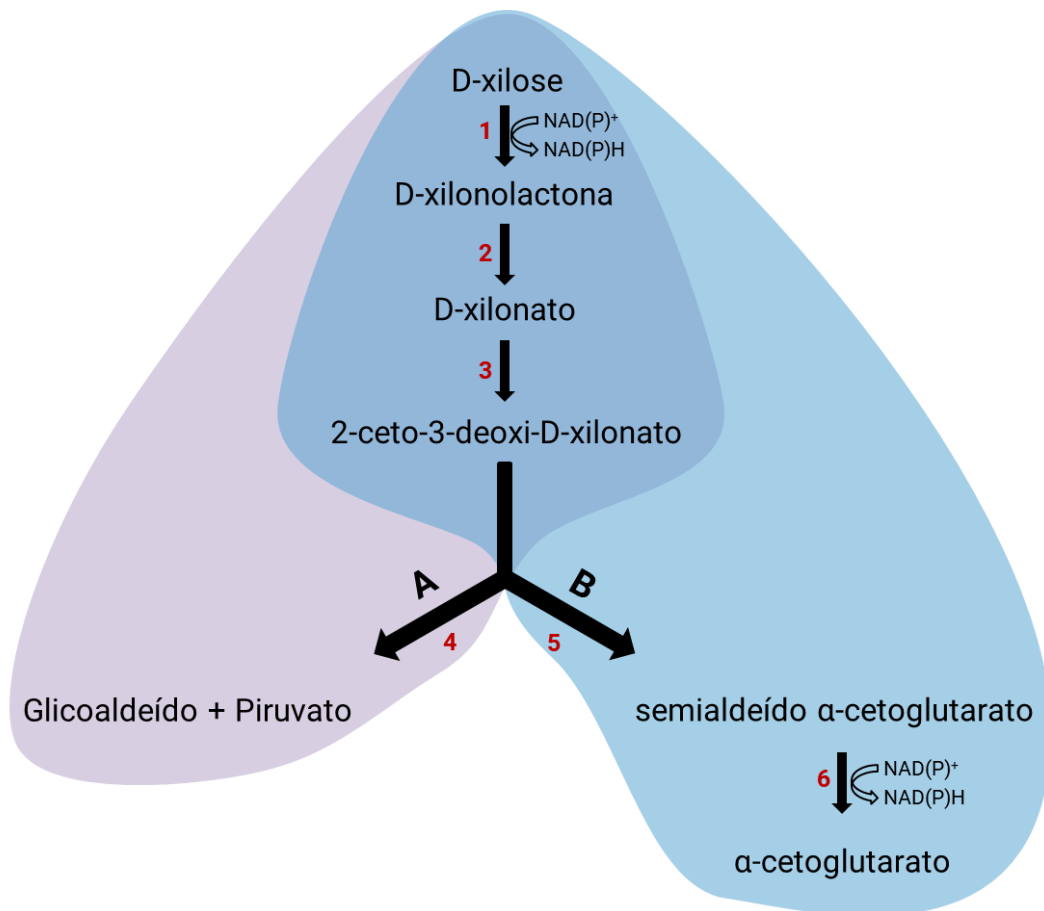 D-xilose
1
NAD(P)⁺
NAD(P)H
D-xilonolactona
2
D-xilonato
3
2-ceto-3-deoxi-D-xilonato
A
B
4
5
Glicoaldeído + Piruvato
semialdeído α-cetoglutarato
6
NAD(P)⁺
NAD(P)H
α-cetoglutarato